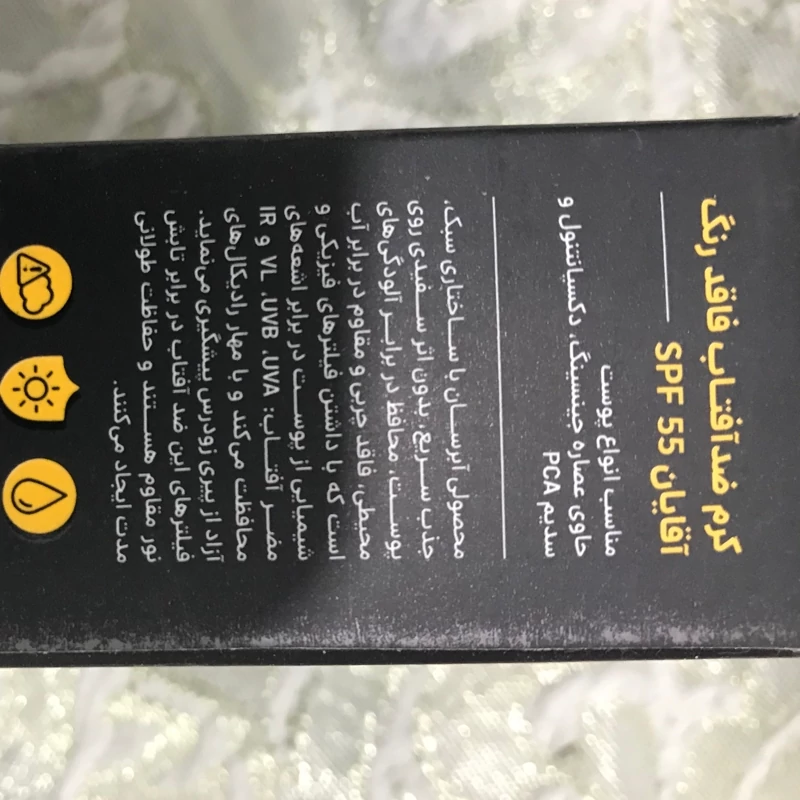 کرم ضدآفتاب فاقد رنگ
آقایان SPF 55
مناسب انواع پوست
حاوی عصاره جینسینگ، دکسپانتنول و
سدیم PCA
محصولی آبرسان با ساختاری سبک،
جذب سریع، بدون اثر سفیدی روی
پوست، محافظ در برابر آلودگی‌های
محیطی، فاقد چربی و مقاوم در برابر آب
است که با داشتن فیلترهای فیزیکی و
شیمیایی از پوست در برابر اشعه‌های
مضر آفتاب: UVA، UVB، VL و IR
محافظت می‌کند و با مهار رادیکال‌های
آزاد از پیری زودرس پیشگیری می‌نماید.
فیلترهای این ضد آفتاب در برابر تابش
نور مقاوم هستند و حفاظت طولانی
مدت ایجاد می‌کنند.